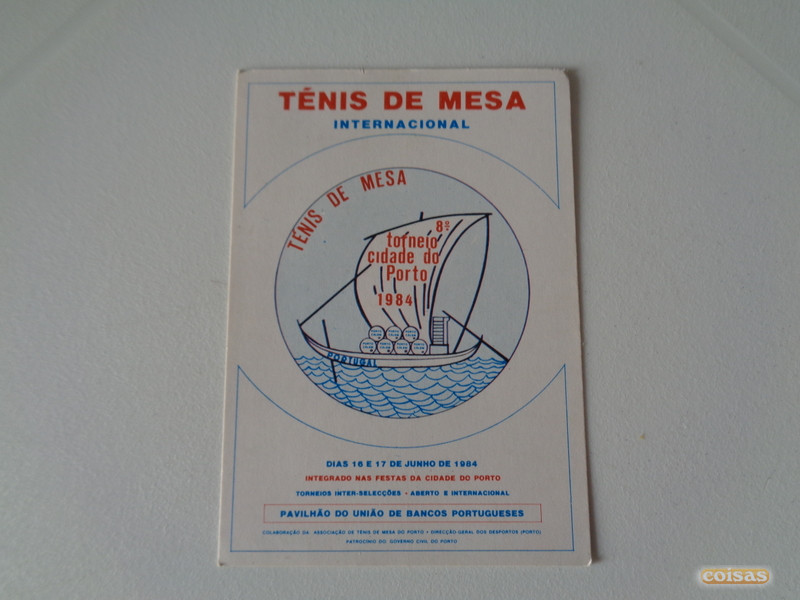 TÉNIS DE MESA
INTERNACIONAL
TÉNIS DE MESA
8º
torneio
cidade do
Porto
1984
PORTUGAL
DIAS 16 E 17 DE JUNHO DE 1984
INTEGRADO NAS FESTAS DA CIDADE DO PORTO
TORNEIOS INTER-SELECÇÕES - ABERTO E INTERNACIONAL
PAVILHÃO DO UNIÃO DE BANCOS PORTUGUESES
COLABORAÇÃO DA ASSOCIAÇÃO DE TÉNIS DE MESA DO PORTO - DIRECÇÃO-GERAL DOS DESPORTOS (PORTO)
PATROCÍNIO DO GOVERNO CIVIL DO PORTO
coisas